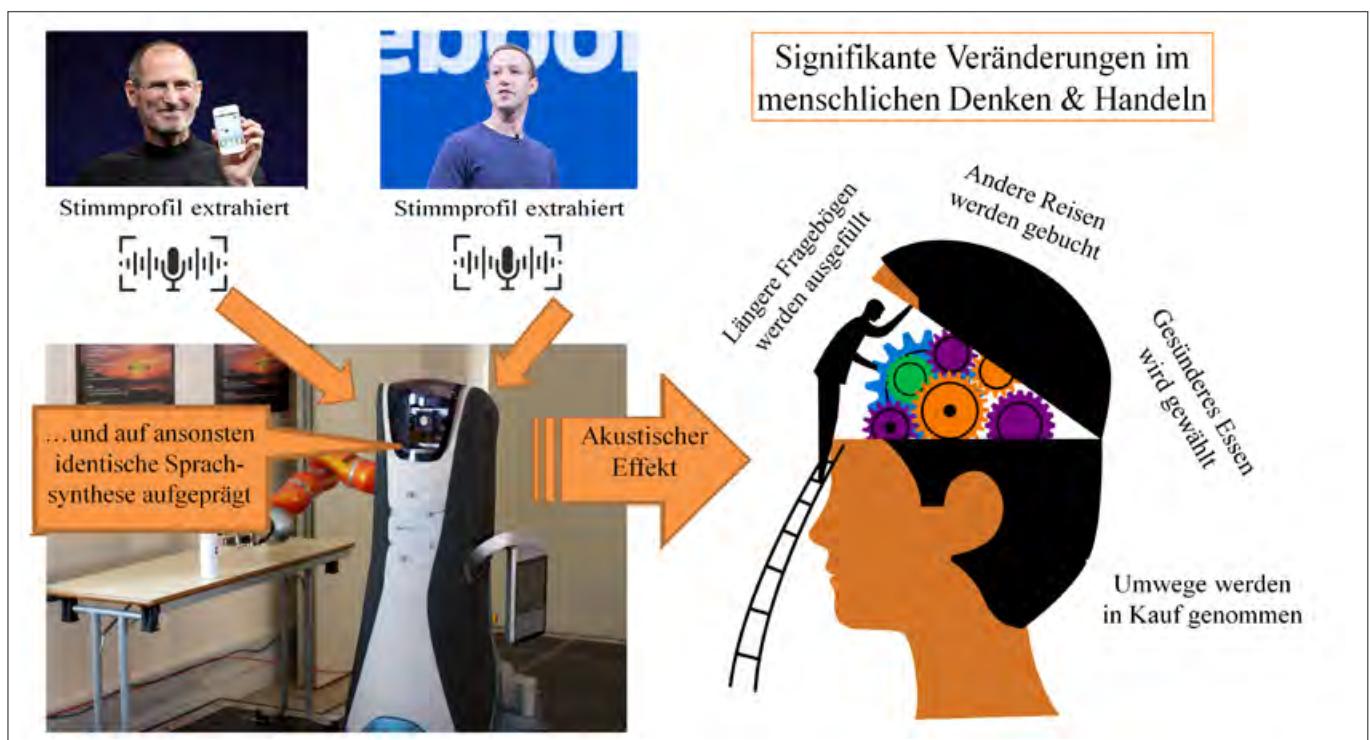 ebook
Signifikante Veränderungen im
menschlichen Denken & Handeln
Stimmprofil extrahiert
Stimmprofil extrahiert
Längere Fragebögen
werden ausgefüllt
Andere Reisen
werden gebucht
Gesünderes Essen
wird gewählt
…und auf ansonsten
identische Sprach-
synthese aufgeprägt
Akustischer
Effekt
Umwege werden
in Kauf genommen